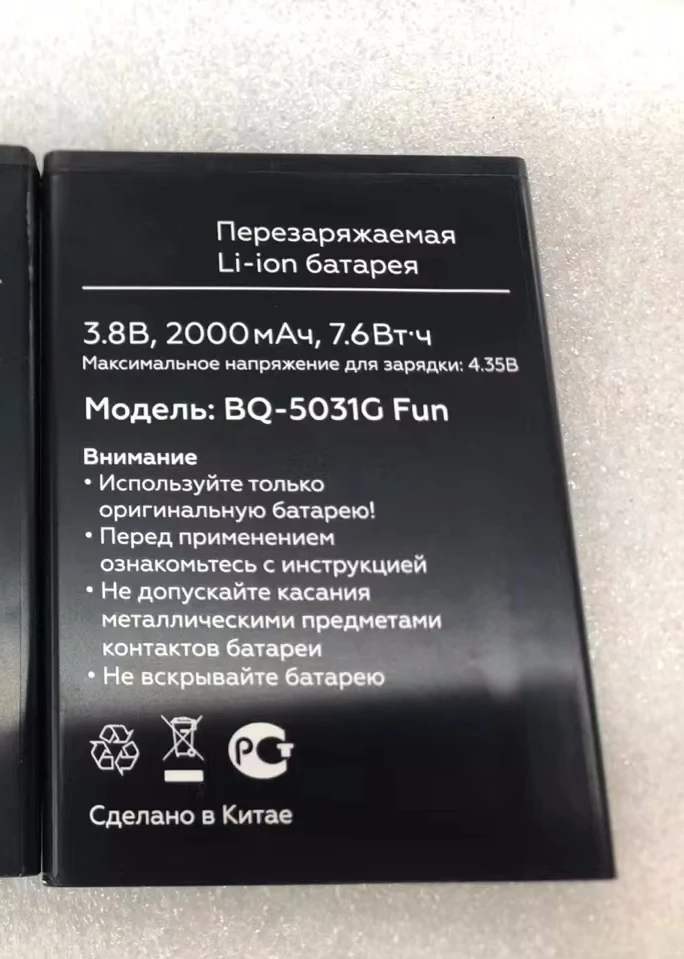 Перезаряжаемая
Li-ion батарея
3.8В, 2000мАч, 7.6Вт·ч
Максимальное напряжение для зарядки: 4.35В
Модель: BQ-5031G Fun
Внимание
• Используйте только
оригинальную батарею!
• Перед применением
ознакомьтесь с инструкцией
• Не допускайте касания
металлическими предметами
контактов батареи
• Не вскрывайте батарею
РСТ
Сделано в Китае